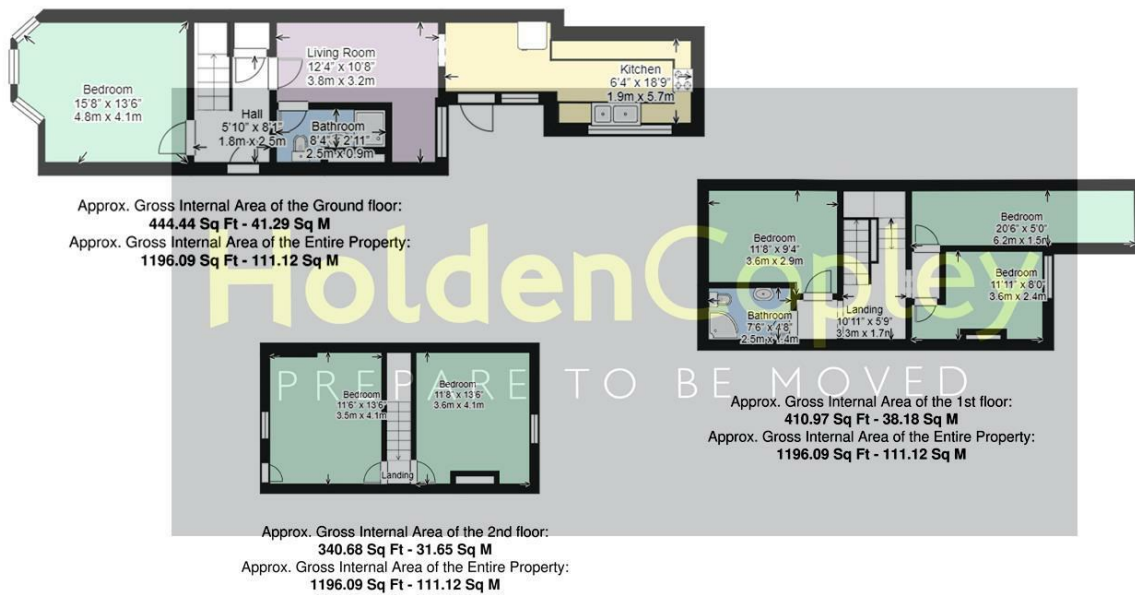 Bedroom
15'8" x 13'6"
4.8m x 4.1m
Hall
5'10" x 8'1"
1.8m x 2.5m
Living Room
12'4" x 10'8"
3.8m x 3.2m
Bathroom
8'4" x 2'11"
2.5m x 0.9m
Kitchen
6'4" x 18'9"
1.9m x 5.7m
Approx. Gross Internal Area of the Ground floor:
444.44 Sq Ft - 41.29 Sq M
Approx. Gross Internal Area of the Entire Property:
1196.09 Sq Ft - 111.12 Sq M
Bedroom
11'8" x 9'4"
3.6m x 2.9m
Bathroom
7'6" x 4'8"
2.5m x 1.4m
Landing
10'11" x 5'9"
3.3m x 1.7m
Bedroom
20'6" x 5'0"
6.2m x 1.5m
Bedroom
11'11" x 8'0"
3.6m x 2.4m
HoldenCopley
PREPARE TO BE MOVED
Approx. Gross Internal Area of the 1st floor:
410.97 Sq Ft - 38.18 Sq M
Approx. Gross Internal Area of the Entire Property:
1196.09 Sq Ft - 111.12 Sq M
Bedroom
11'6" x 13'6"
3.5m x 4.1m
Landing
Bedroom
11'8" x 13'6"
3.6m x 4.1m
Approx. Gross Internal Area of the 2nd floor:
340.68 Sq Ft - 31.65 Sq M
Approx. Gross Internal Area of the Entire Property:
1196.09 Sq Ft - 111.12 Sq M